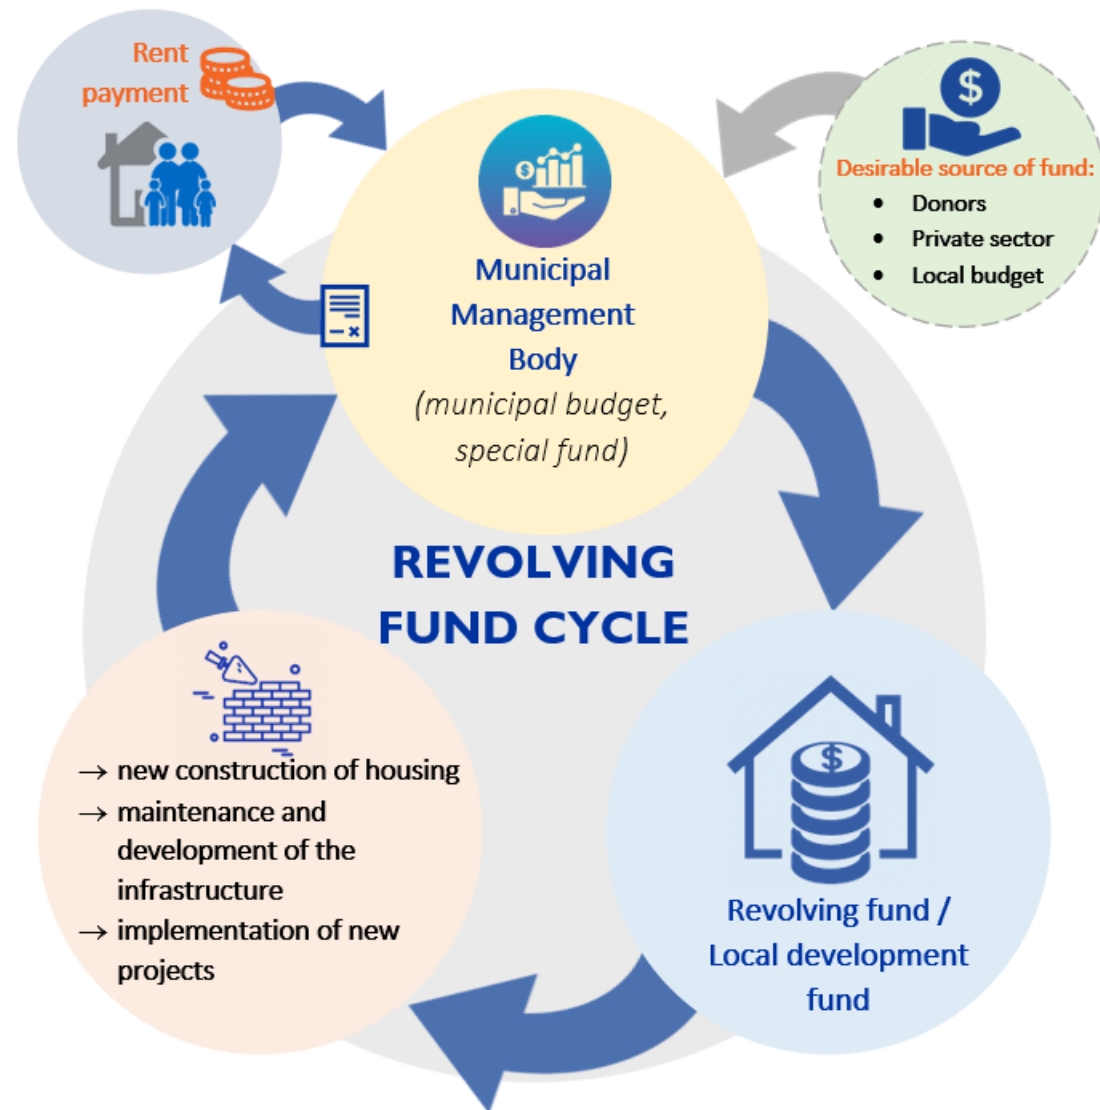 Rent
payment
Desirable source of fund:
• Donors
• Private sector
• Local budget
Municipal
Management
Body
(municipal budget,
special fund)
REVOLVING
FUND CYCLE
→ new construction of housing
→ maintenance and
development of the
infrastructure
→ implementation of new
projects
$
Revolving fund /
Local development
fund